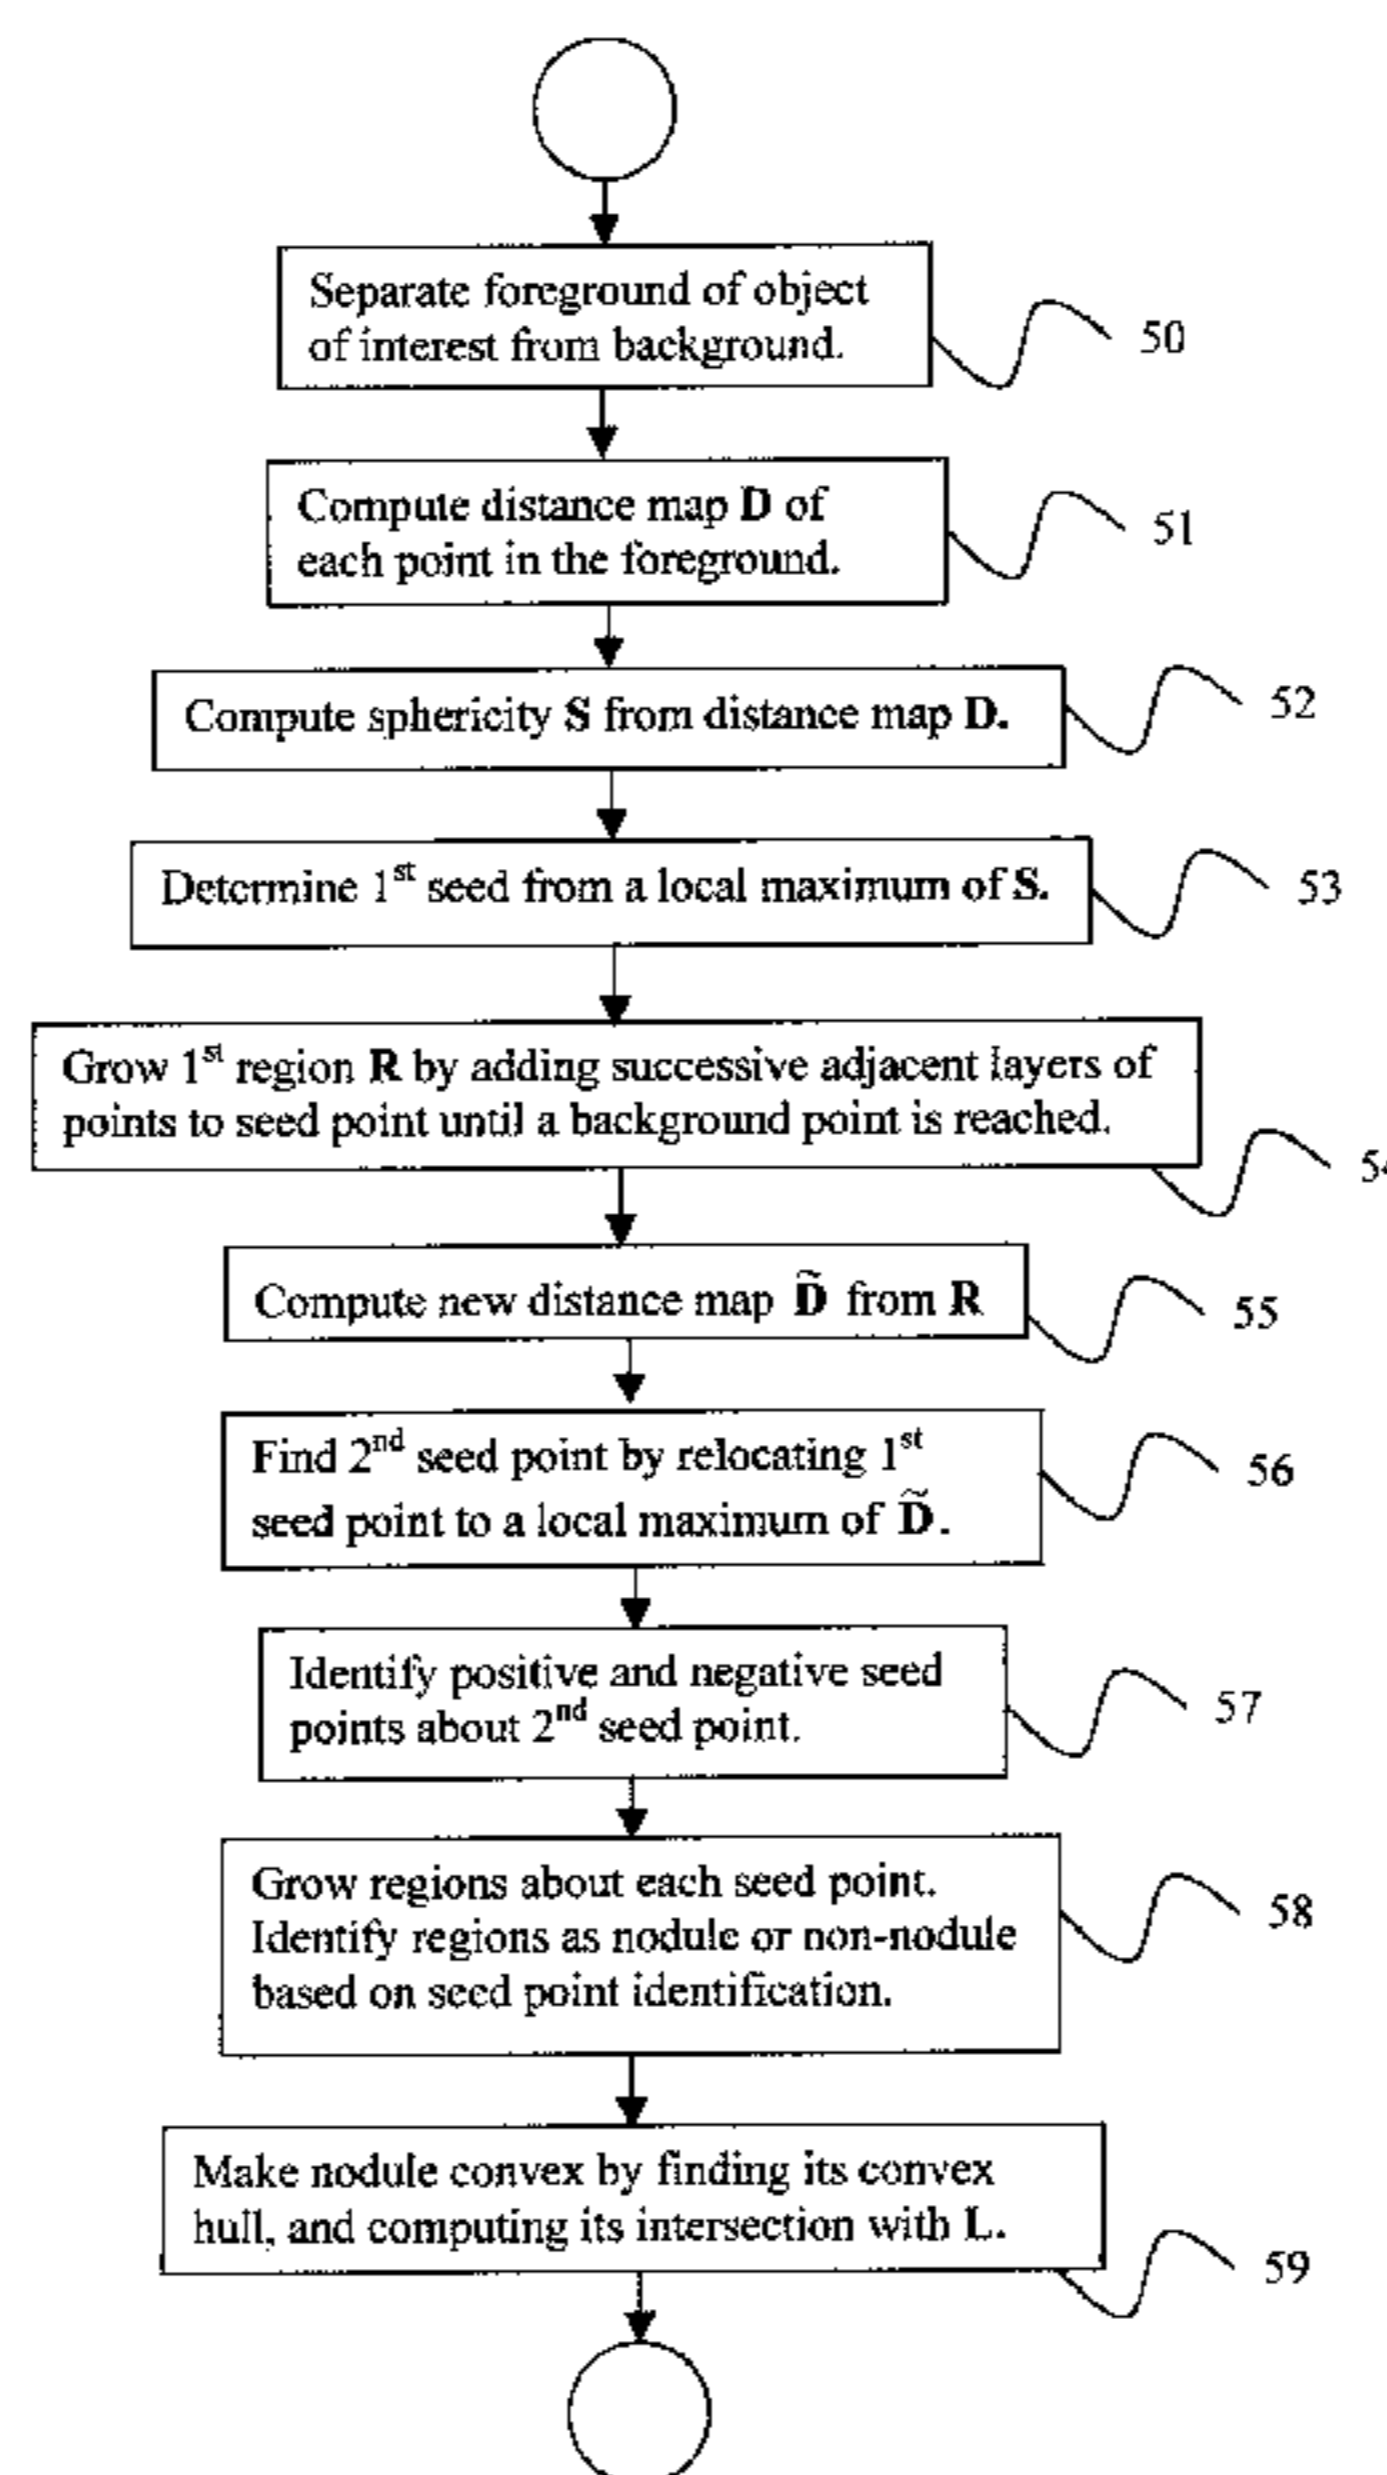 Separate foreground of object
of interest from background.
50
Compute distance map D of
each point in the foreground.
51
Compute sphericity S from distance map D.
52
Determine 1st seed from a local maximum of S.
53
Grow 1st region R by adding successive adjacent layers of
points to seed point until a background point is reached.
Compute new distance map D̃ from R
55
Find 2nd seed point by relocating 1st
seed point to a local maximum of D̃.
56
Identify positive and negative seed
points about 2nd seed point.
57
Grow regions about each seed point.
Identify regions as nodule or non-nodule
based on seed point identification.
58
Make nodule convex by finding its convex
hull, and computing its intersection with L.
59